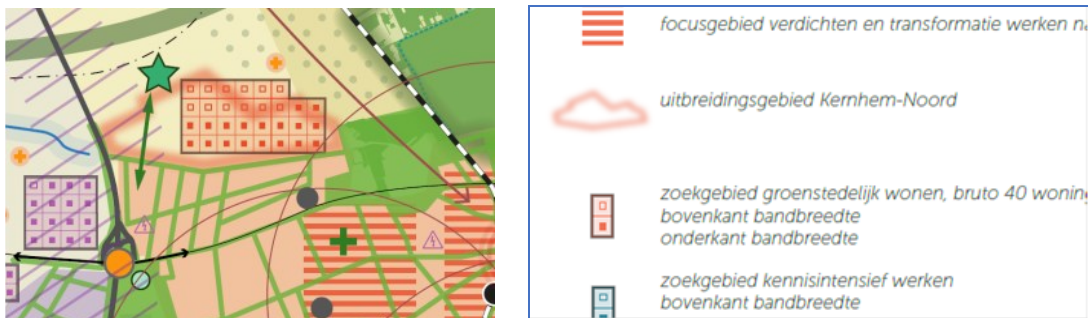 focusgebied verdichten en transformatie werken
uitbreidingsgebied Kernhem-Noord
zoekgebied groenstedelijk wonen, bruto 40
bovenkant bandbreedte
onderkant bandbreedte
zoekgebied kennisintensief werken
bovenkant bandbreedte